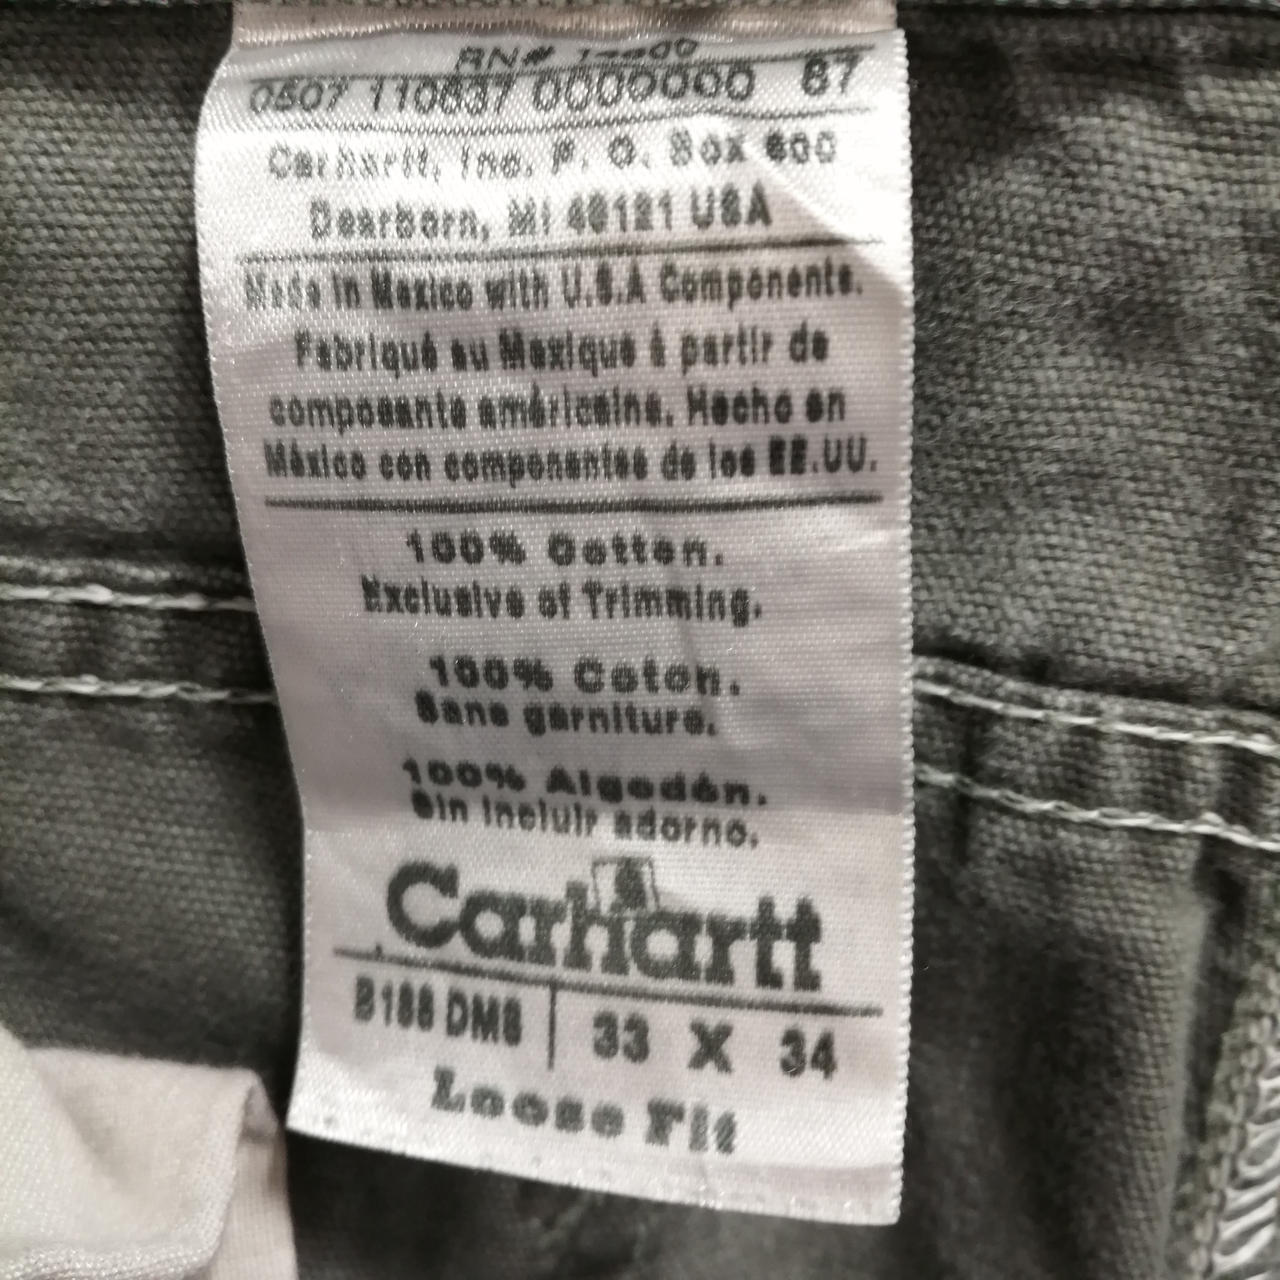 RN#
0507 110637 0000000 87
Carhartt, Inc. P. O. Box 600
Dearborn, MI 48121 USA
Made in Mexico with U.S.A Components.
Fabriqué au Mexique à partir de
composants américains. Hecho en
México con componentes de los EE.UU.
100% Cotton.
Exclusive of Trimming.
100% Coton.
Sans garniture.
100% Algodón.
Sin incluir adorno.
Carhartt
B188 DMS 33 X 34
Loose Fit